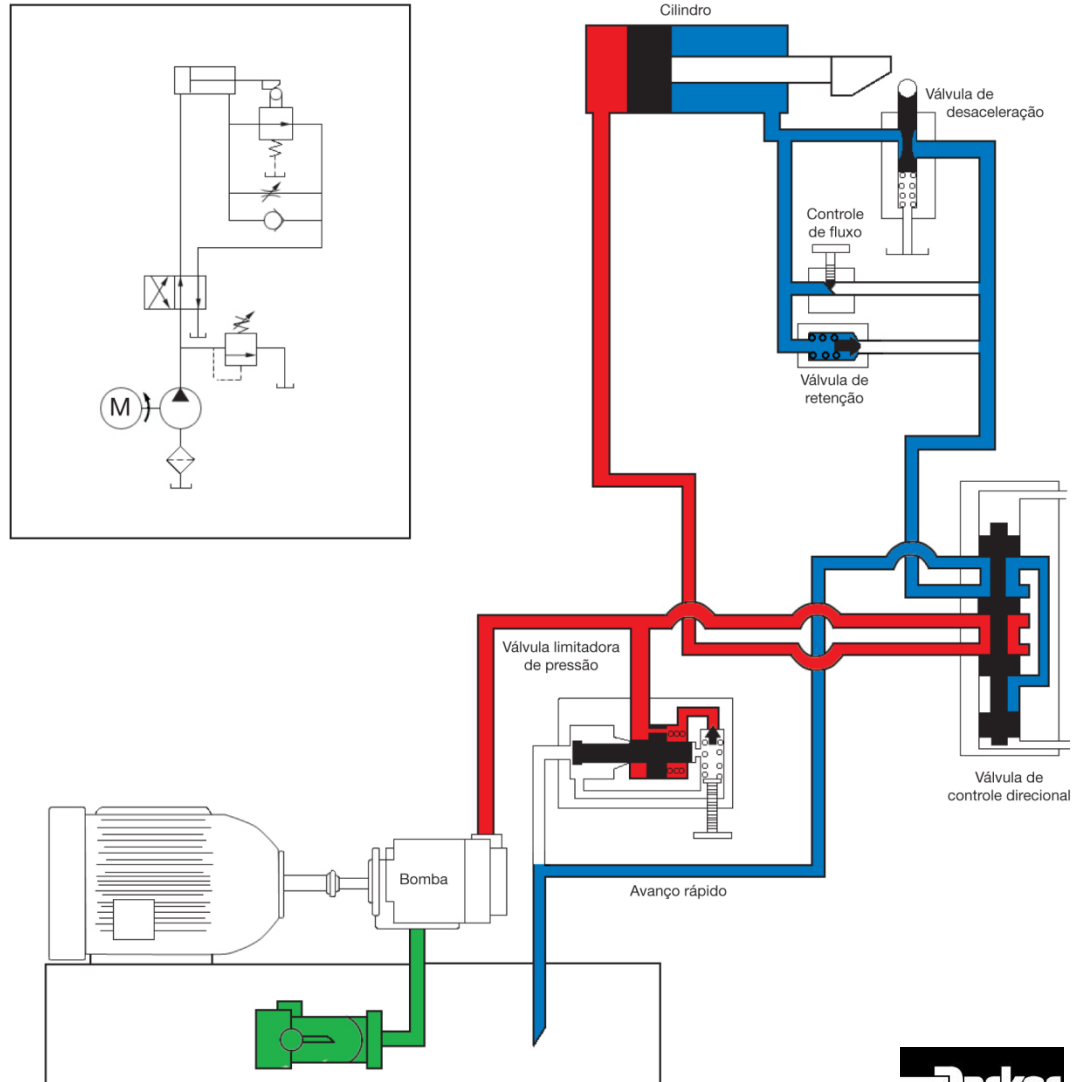 Cilindro
Válvula de
desaceleração
Controle
de fluxo
Válvula de
retenção
M
Válvula limitadora
de pressão
Válvula de
controle direcional
Bomba
Avanço rápido
Parker